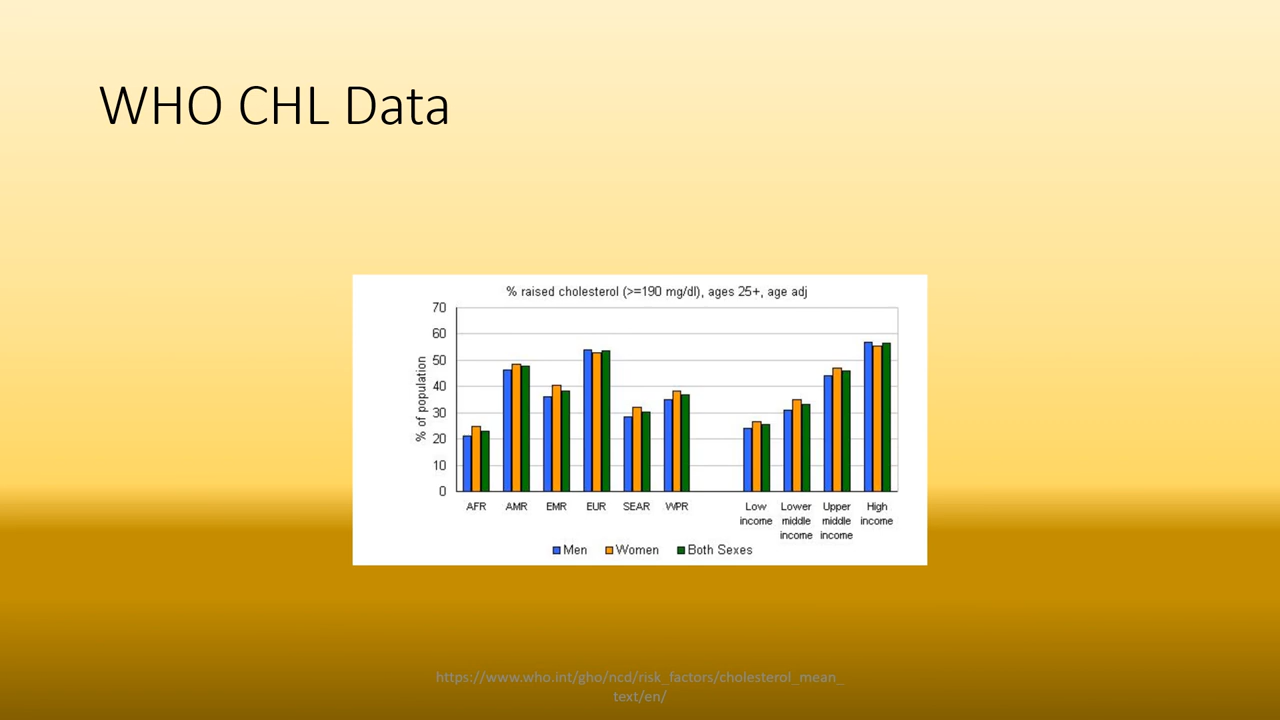 WHO CHL Data
% raised cholesterol (>=190 mg/dl), ages 25+, age adj
% of population
70
60
50
40
30
20
10
0
AFR AMR EMR EUR SEAR WPR Low income Lower middle income Upper middle income High income
Men Women Both Sexes
https://www.who.int/gho/ncd/risk_factors/cholesterol_mean_
text/en/